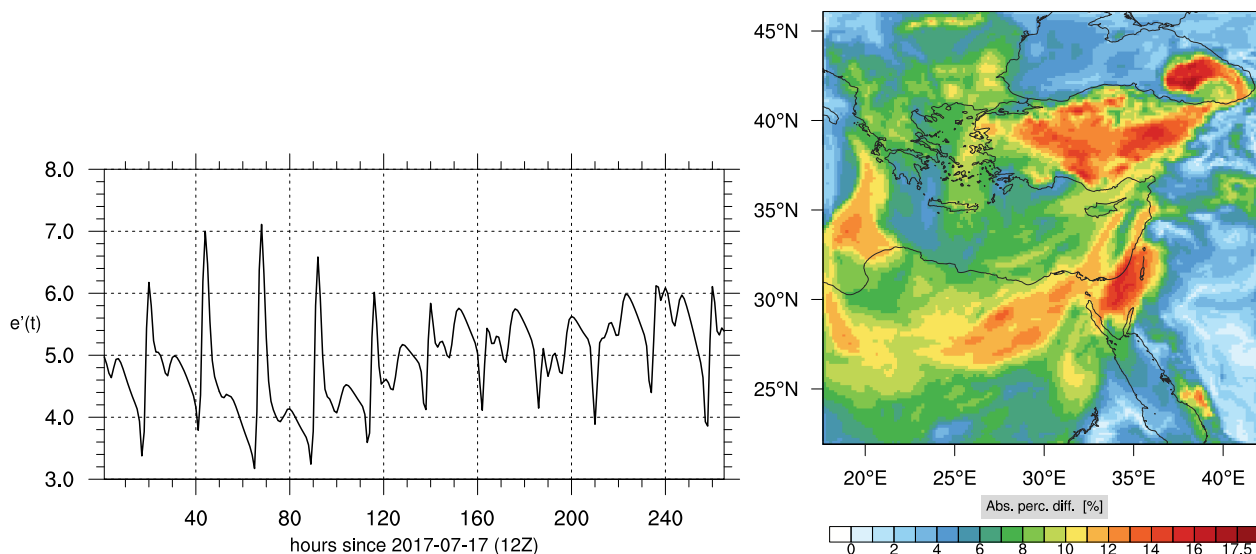 8.0
7.0
6.0
5.0
4.0
3.0
e'(t)
40 80 120 160 200 240
hours since 2017-07-17 (12Z)
45°N
40°N
35°N
30°N
25°N
20°E 25°E 30°E 35°E 40°E
Abs. perc. diff. [%]
0 2 4 6 8 10 12 14 16 17.5